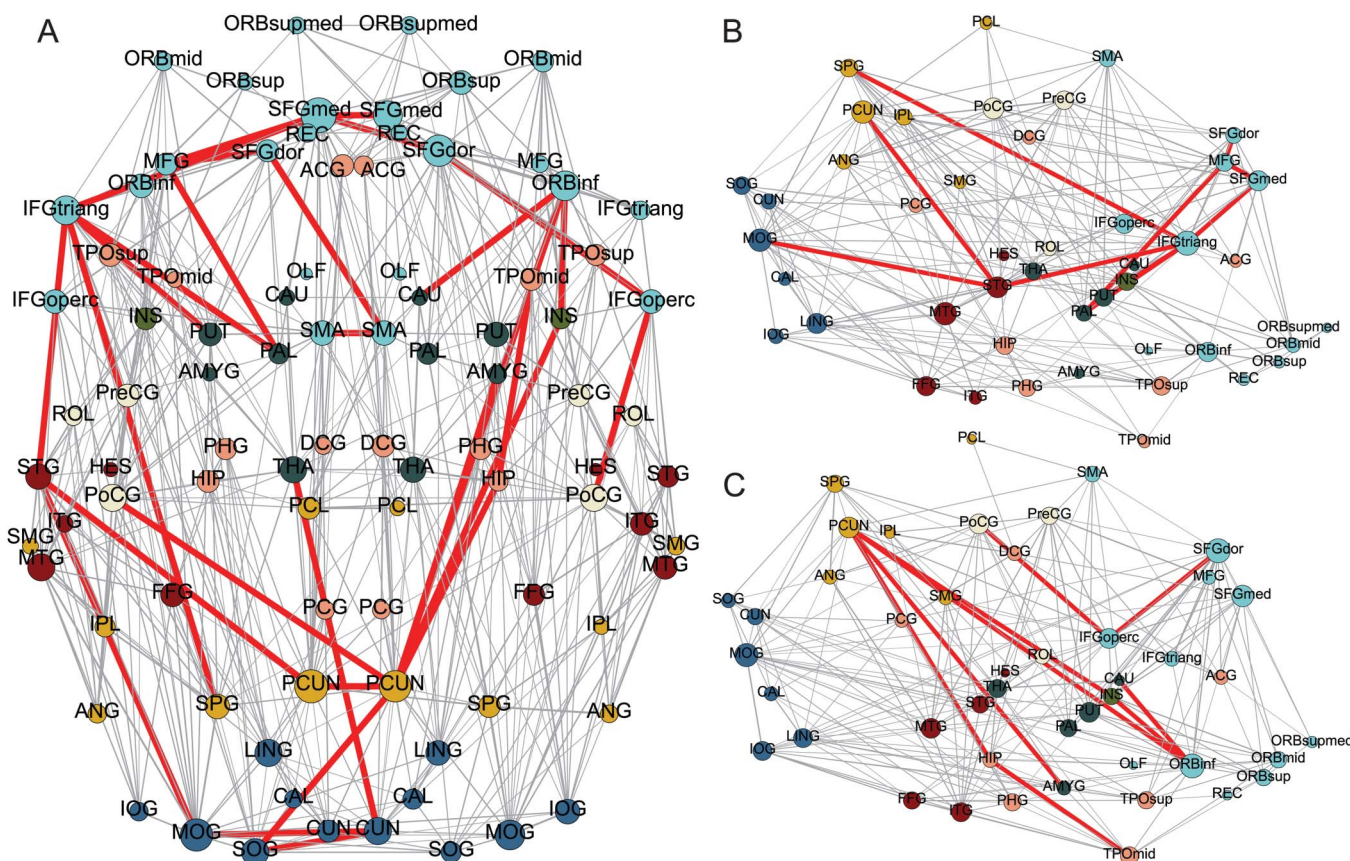 A
ORBsupmed ORBsupmed
ORBmid ORBmid
ORBsup ORBsup
SFGmed SFGmed
REC REC
SFGdor SFGdor
MFG ACG ACG MFG
ORBinf ORBinf
IFGtriang IFGtriang
TPOsup TPOsup
TPOmid TPOmid
OLF OLF
IFGoperc CAU CAU IFGoperc
INS INS
PUT SMA SMA PUT
PAL PAL
AMYG AMYG
PreCG PreCG
ROL ROL
PHG DCG DCG PHG
STG HES THA THA HES STG
HIP HIP
PoCG PCL PCL PoCG
ITG ITG
SMG SMG
MTG MTG
FFG FFG
PCG PCG
IPL IPL
PCUN PCUN
SPG SPG
ANG ANG
LING LING
CAL CAL
IOG IOG
MOG CUN CUN MOG
SOG SOG
B
PCL
SMA
SPG
PCUN IPL PoCG PreCG
DCG SFGdor
ANG MFG
SOG SMG SFGmed
CUN PCG
MOG IFGoperc
HES ROL IFGtriang
CAL THA CAU ACG
STG INS
PUT
LING MTG PAL
IOG ORBsupmed
HIP OLF ORBinf ORBmid
ORBsup
FFG PHG AMYG TPOsup REC
ITG
TPOmid
C
PCL
SMA
SPG
PCUN IPL PoCG PreCG
DCG SFGdor
ANG MFG
SOG SMG SFGmed
CUN PCG IFGoperc
MOG ROL IFGtriang
HES CAU ACG
CAL THA INS
STG PUT
LING MTG PAL
IOG ORBsupmed
HIP OLF ORBinf ORBmid
ORBsup
FFG PHG AMYG TPOsup REC
ITG
TPOmid